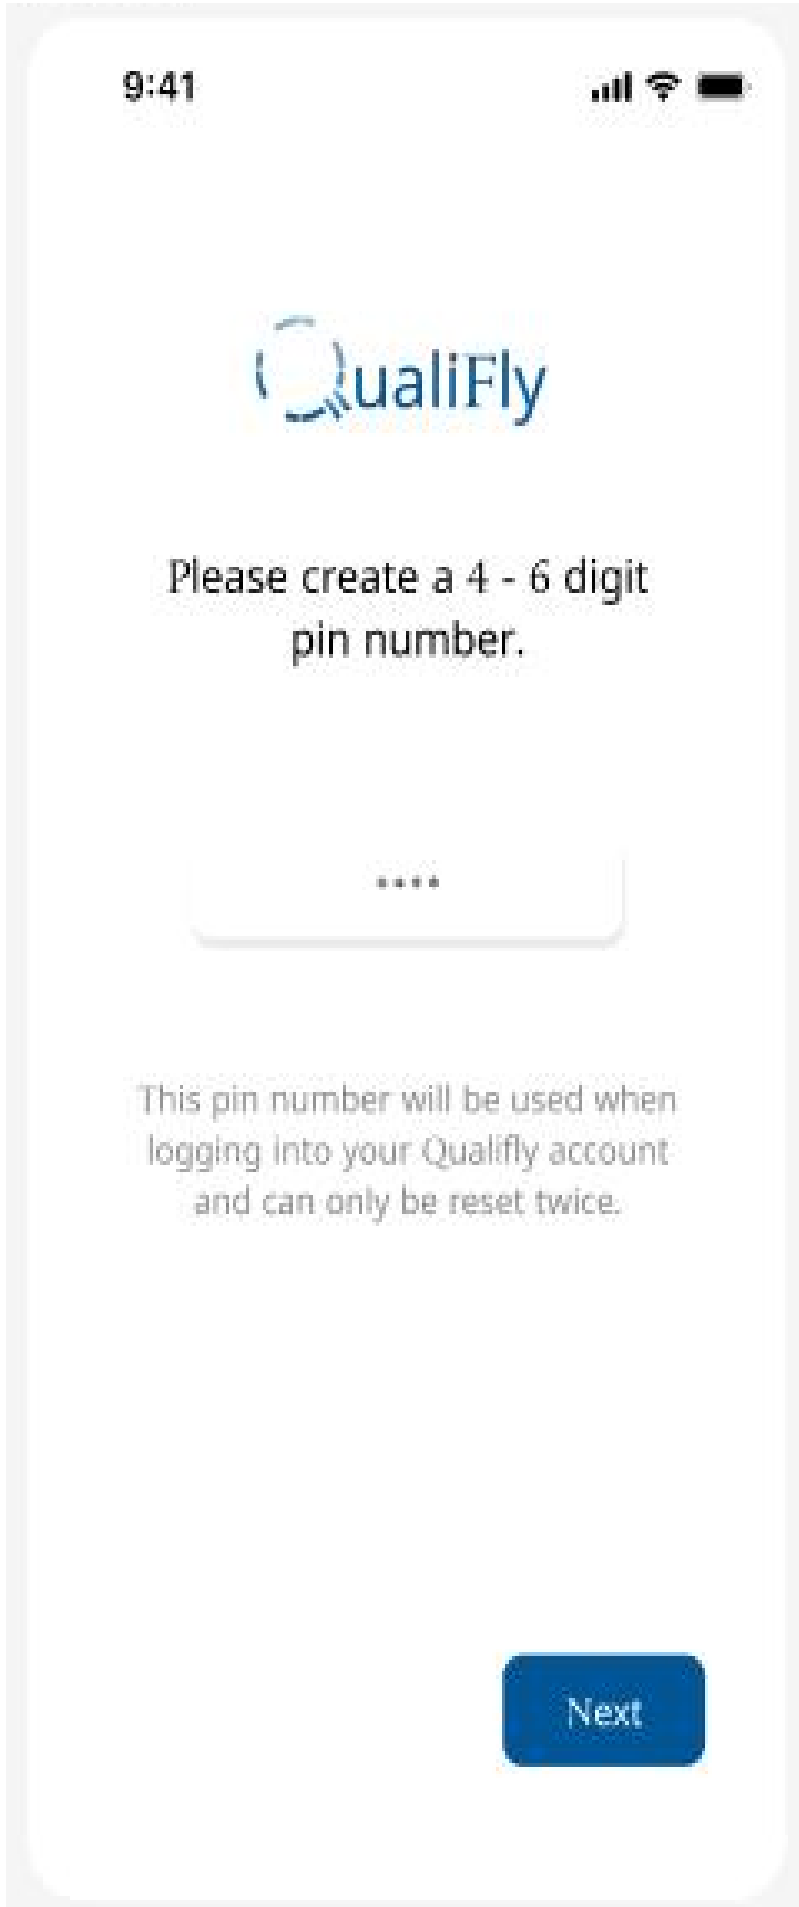 9:41
QualiFly
Please create a 4 - 6 digit
pin number.
••••
This pin number will be used when
logging into your Qualifly account
and can only be reset twice.
Next